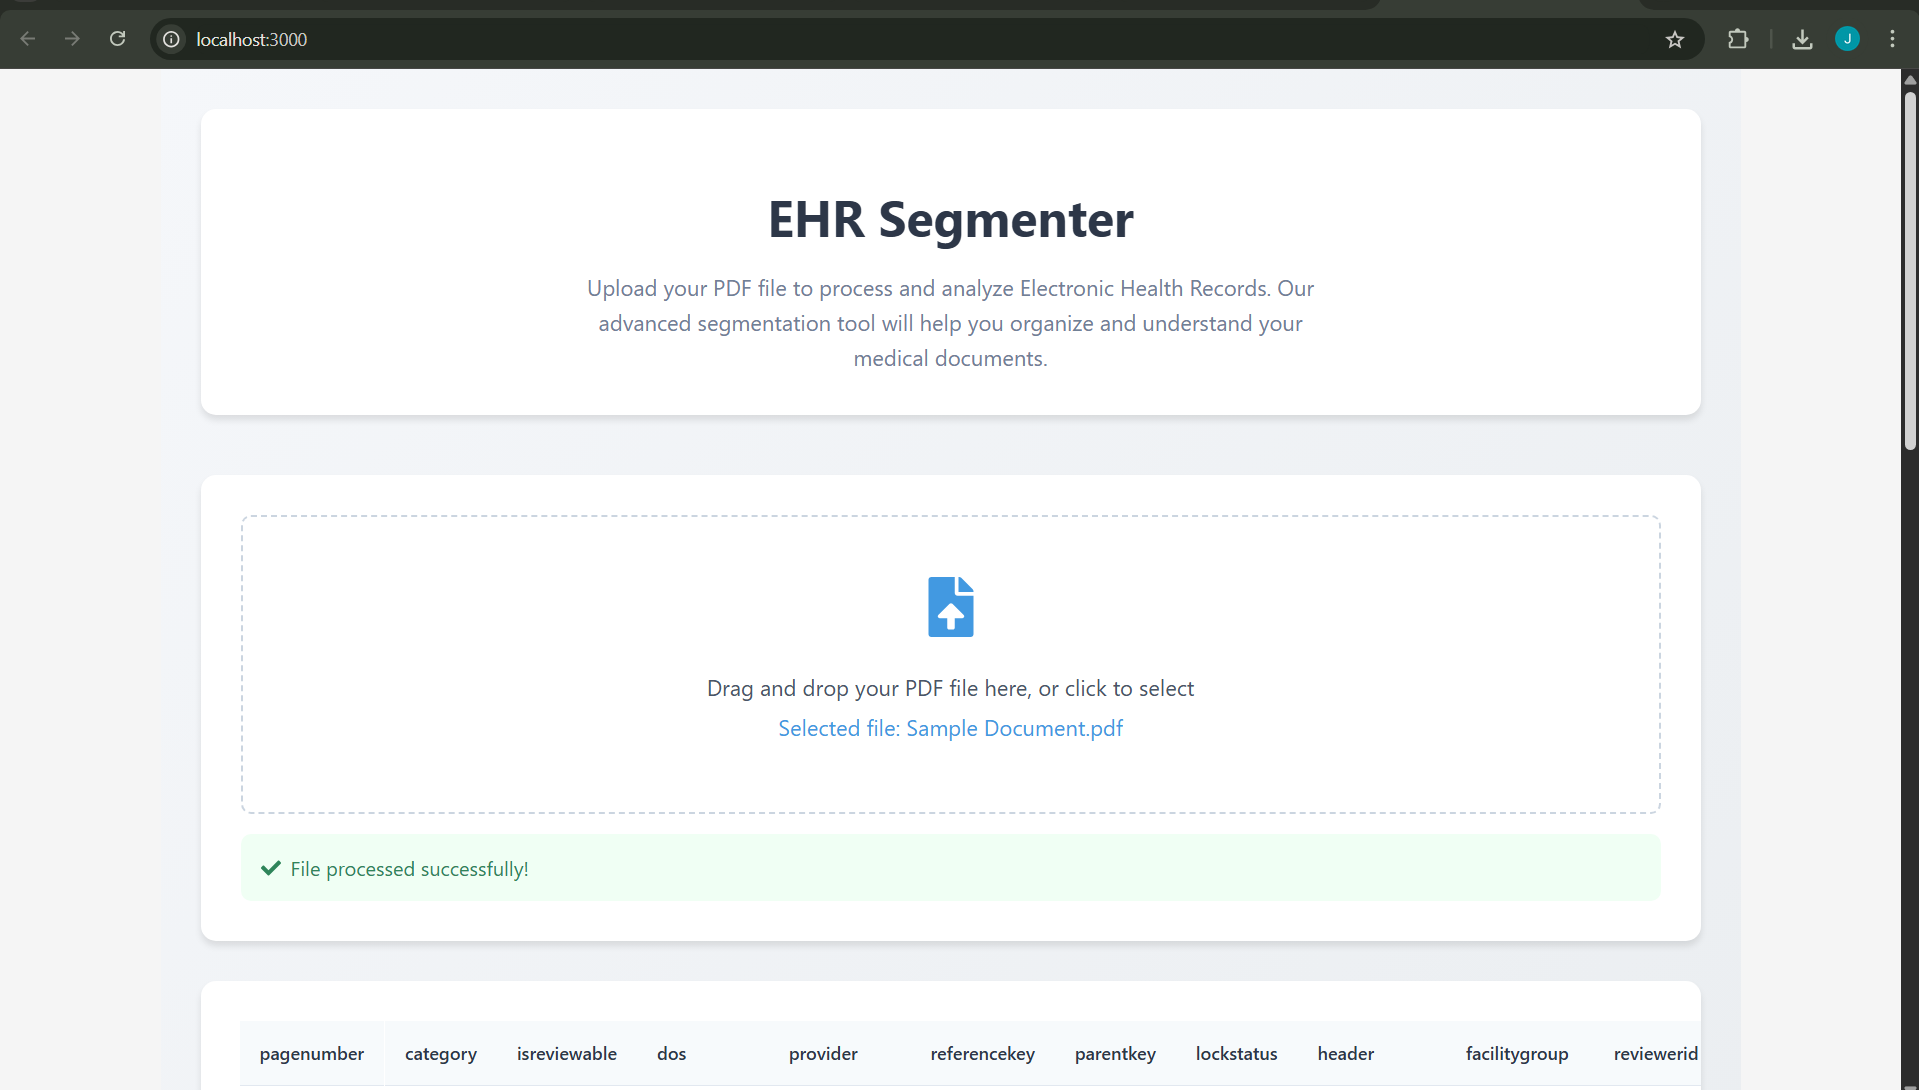 localhost:3000
J
EHR Segmenter
Upload your PDF file to process and analyze Electronic Health Records. Our
advanced segmentation tool will help you organize and understand your
medical documents.
Drag and drop your PDF file here, or click to select
Selected file: Sample Document.pdf
File processed successfully!
pagenumber category isreviewable dos provider referencekey parentkey lockstatus header facilitygroup reviewerid